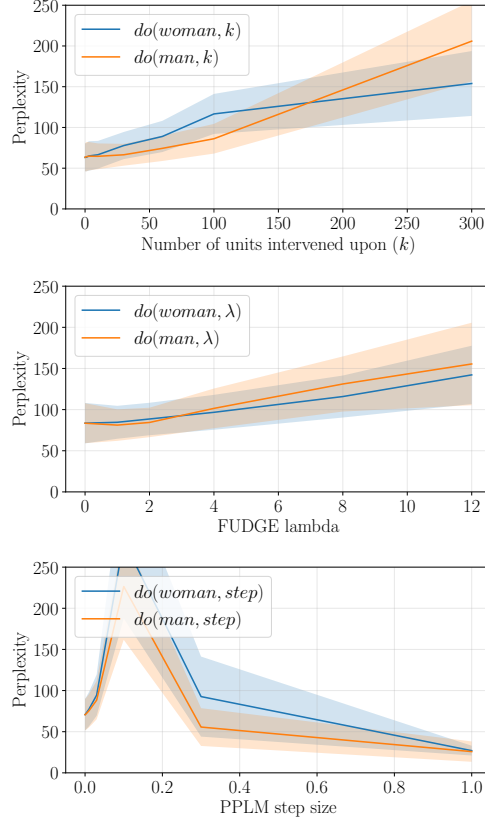 250
200
150
100
50
0
Perplexity
do(woman, k)
do(man, k)
0 50 100 150 200 250 300
Number of units intervened upon (k)
250
200
150
100
50
0
Perplexity
do(woman, λ)
do(man, λ)
0 2 4 6 8 10 12
FUDGE lambda
250
200
150
100
50
0
Perplexity
do(woman, step)
do(man, step)
0.0 0.2 0.4 0.6 0.8 1.0
PPLM step size